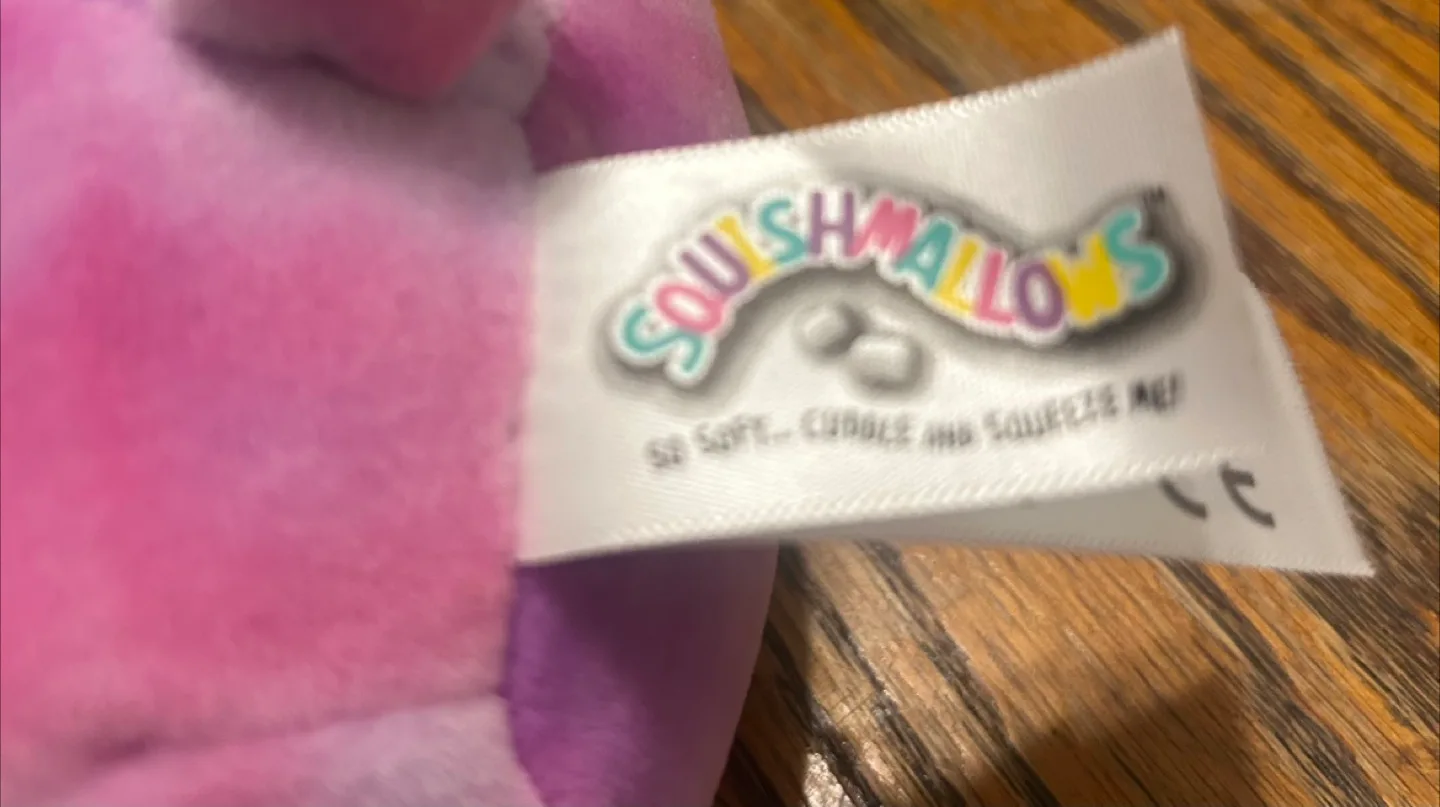 SQUISHMALLOWS™
SO SOFT... CUDDLE AND SQUEEZE ME!
CE